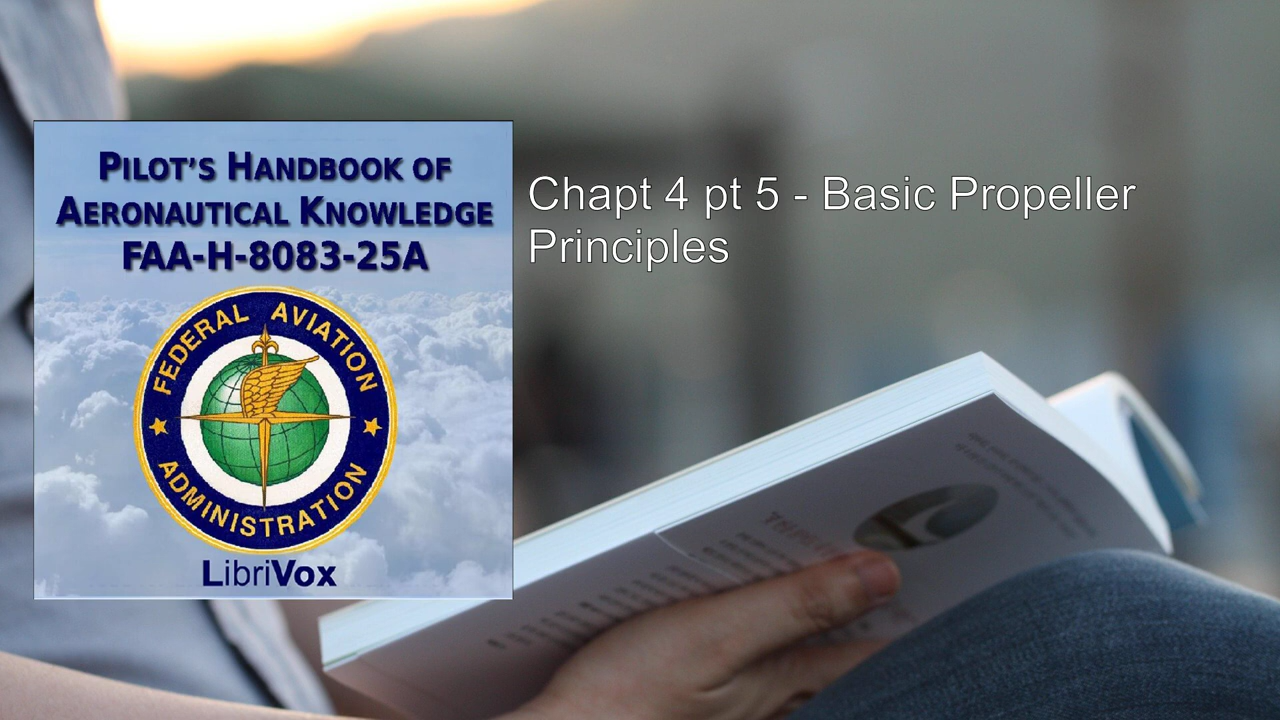 PILOT'S HANDBOOK OF
AERONAUTICAL KNOWLEDGE
FAA-H-8083-25A
FEDERAL AVIATION
ADMINISTRATION
LibriVox
Chapt 4 pt 5 - Basic Propeller
Principles